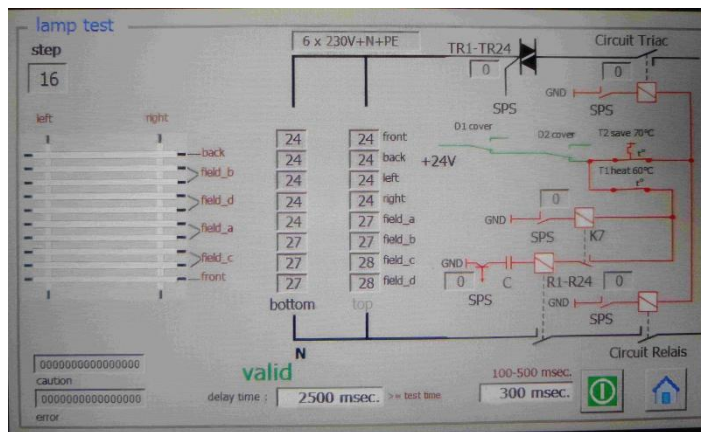 lamp test
step
16
6 x 230V+N+PE
TR1-TR24
0
SPS
Circuit Triac
0
GND
SPS
left
right
back
field_b
field_d
field_a
field_c
front
24 24 front
24 24 back
24 24 left
24 24 right
24 27 field_a
27 27 field_b
27 28 field_c
27 28 field_d
bottom
top
D1 cover
D2 cover
T2 save 70°C
t°
+24V
T1 heat 60°C
t°
0
GND
SPS
K7
GND
0
SPS
C
R1-R24
0
GND
SPS
N
Circuit Relais
0000000000000000
caution
0000000000000000
error
valid
delay time :
2500 msec.
>= test time
100-500 msec.
300 msec.